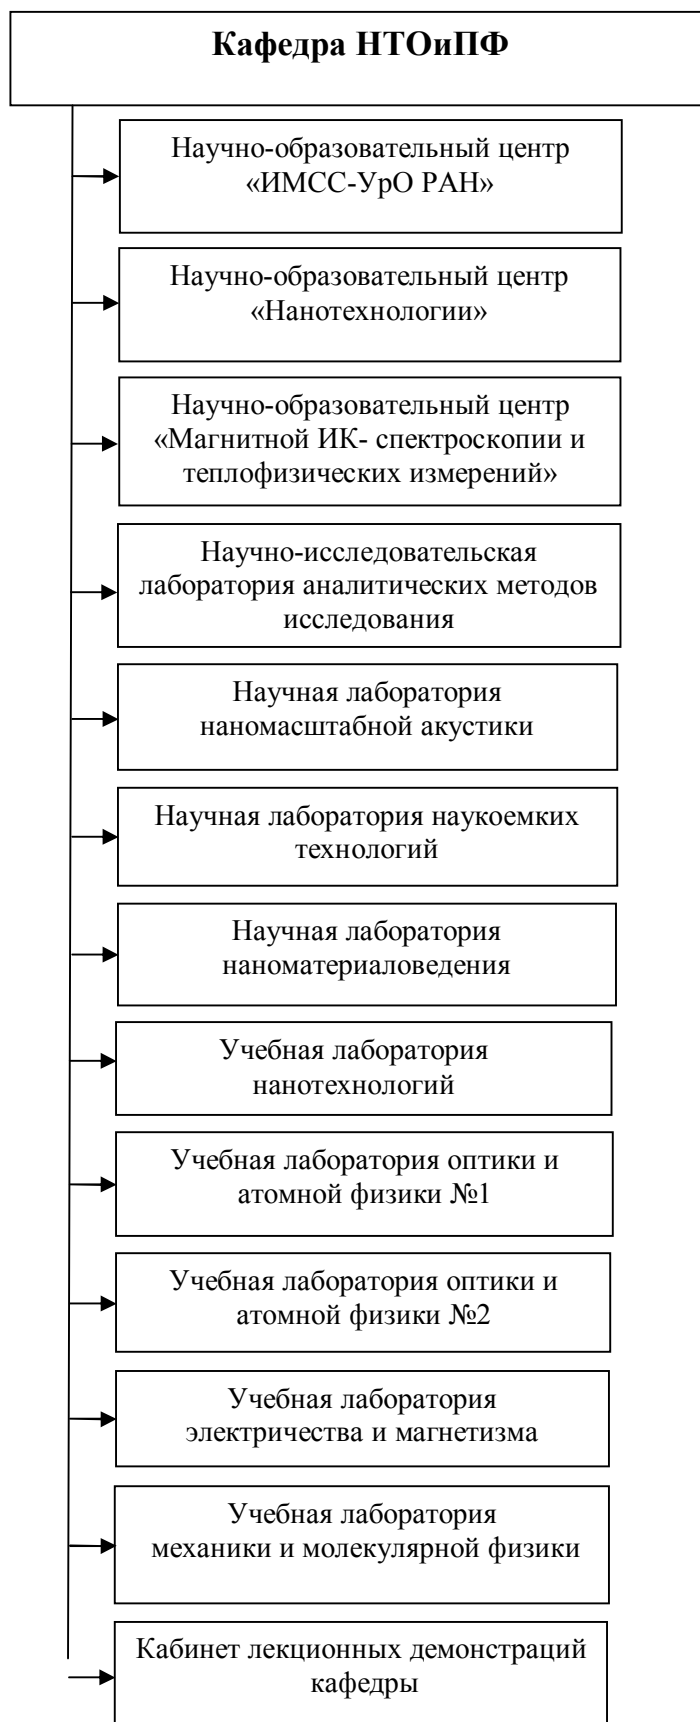 Кафедра НТОиПФ
Научно-образовательный центр
«ИМСС-УрО РАН»
Научно-образовательный центр
«Нанотехнологии»
Научно-образовательный центр
«Магнитной ИК- спектроскопии и
теплофизических измерений»
Научно-исследовательская
лаборатория аналитических методов
исследования
Научная лаборатория
наномасштабной акустики
Научная лаборатория наукоемких
технологий
Научная лаборатория
наноматериаловедения
Учебная лаборатория
нанотехнологий
Учебная лаборатория оптики и
атомной физики №1
Учебная лаборатория оптики и
атомной физики №2
Учебная лаборатория
электричества и магнетизма
Учебная лаборатория
механики и молекулярной физики
Кабинет лекционных демонстраций
кафедры